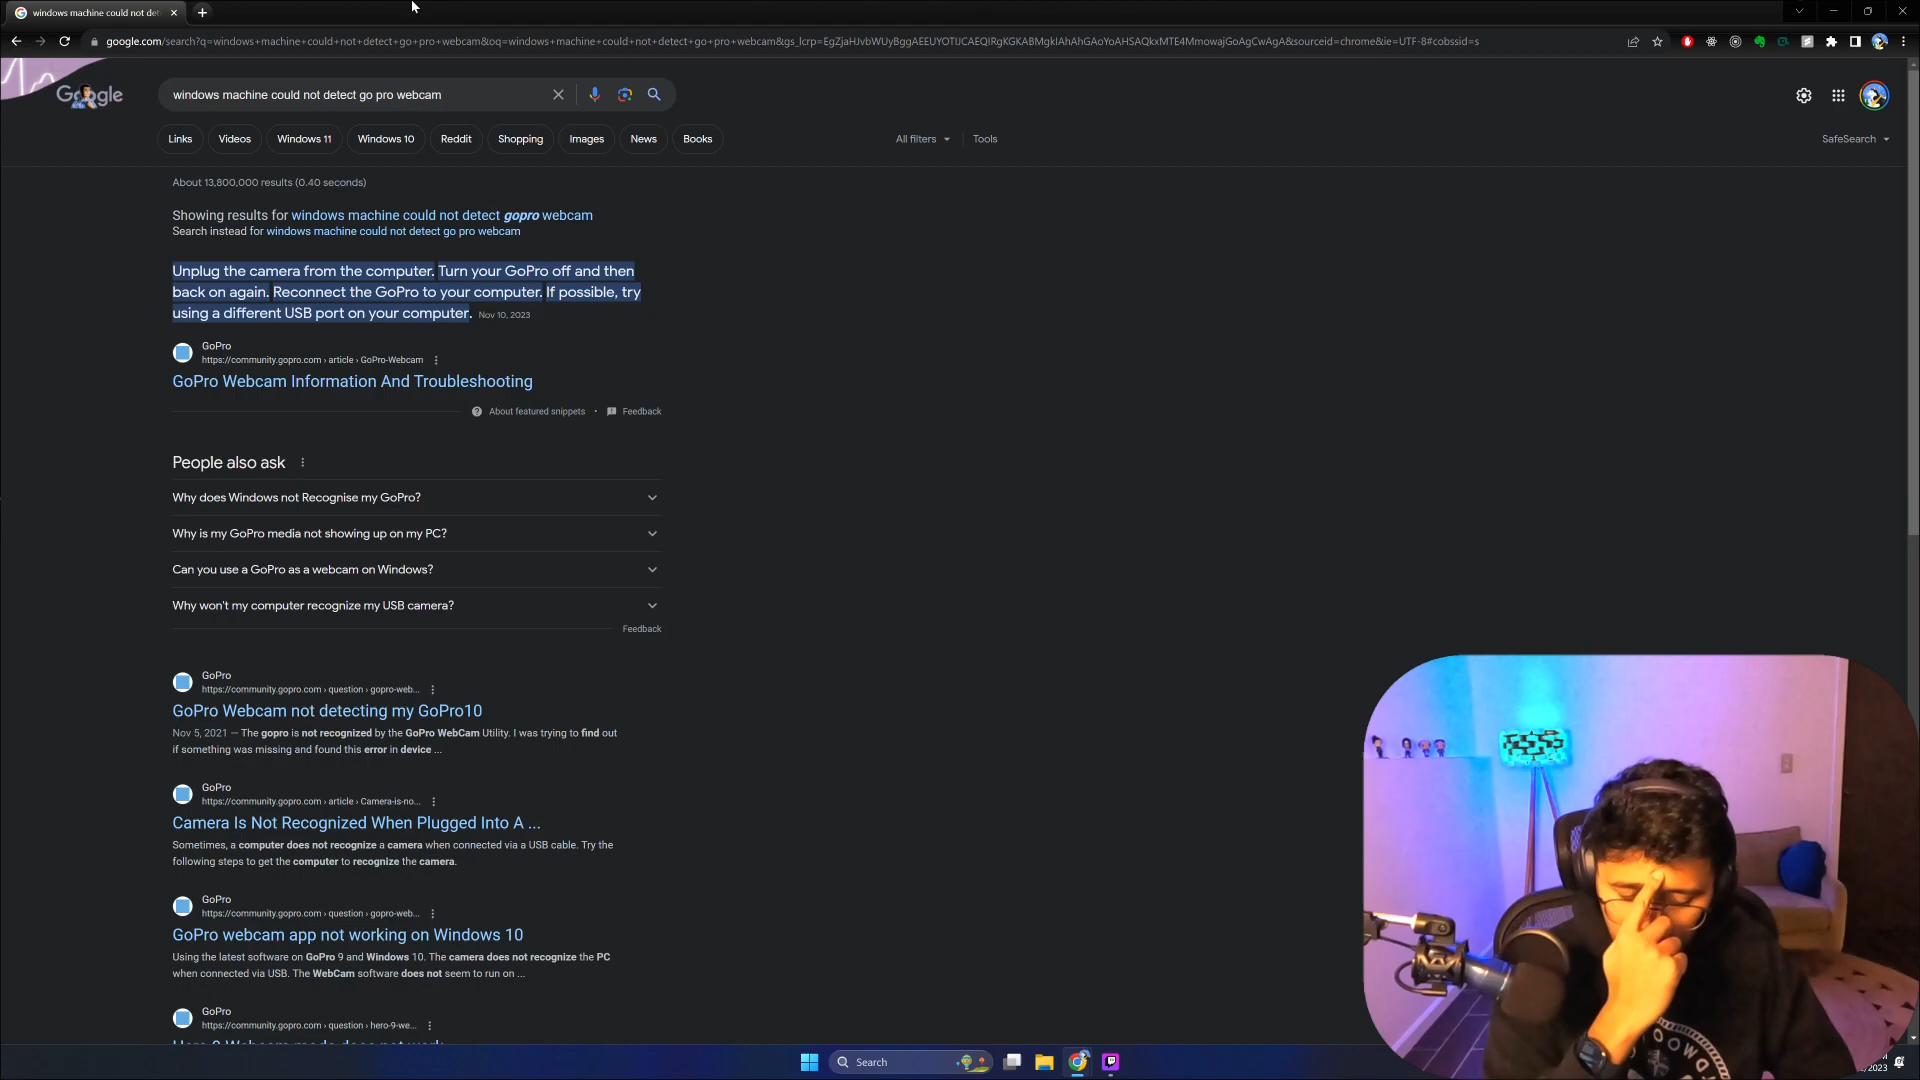 windows machine could not det
google.com/search?q=windows+machine+could+not+detect+go+pro+webcam&oq=windows+machine+could+not+detect+go+pro+webcam&gs_lcrp=EgZjaHJvbWUyBggAEEUYOTIJCAEQIRgKGKABMgkIAhAhGAoYoAHSAQkxMTE4MmowajGoAgCwAgA&sourceid=chrome&ie=UTF-8#cobssid=s
Google
windows machine could not detect go pro webcam
Links
Videos
Windows 11
Windows 10
Reddit
Shopping
Images
News
Books
All filters
Tools
SafeSearch
About 13,800,000 results (0.40 seconds)
Showing results for windows machine could not detect gopro webcam
Search instead for windows machine could not detect go pro webcam
Unplug the camera from the computer. Turn your GoPro off and then
back on again. Reconnect the GoPro to your computer. If possible, try
using a different USB port on your computer. Nov 10, 2023
GoPro
https://community.gopro.com › article › GoPro-Webcam
GoPro Webcam Information And Troubleshooting
About featured snippets • Feedback
People also ask
Why does Windows not Recognise my GoPro?
Why is my GoPro media not showing up on my PC?
Can you use a GoPro as a webcam on Windows?
Why won't my computer recognize my USB camera?
Feedback
GoPro
https://community.gopro.com › question › gopro-web...
GoPro Webcam not detecting my GoPro10
Nov 5, 2021 — The gopro is not recognized by the GoPro WebCam Utility. I was trying to find out
if something was missing and found this error in device ...
GoPro
https://community.gopro.com › article › Camera-is-no...
Camera Is Not Recognized When Plugged Into A ...
Sometimes, a computer does not recognize a camera when connected via a USB cable. Try the
following steps to get the computer to recognize the camera.
GoPro
https://community.gopro.com › question › gopro-web...
GoPro webcam app not working on Windows 10
Using the latest software on GoPro 9 and Windows 10. The camera does not recognize the PC
when connected via USB. The WebCam software does not seem to run on ...
GoPro
https://community.gopro.com › question › hero-9-we...
Hero 9 Webcam mode does not work
Search
/2023